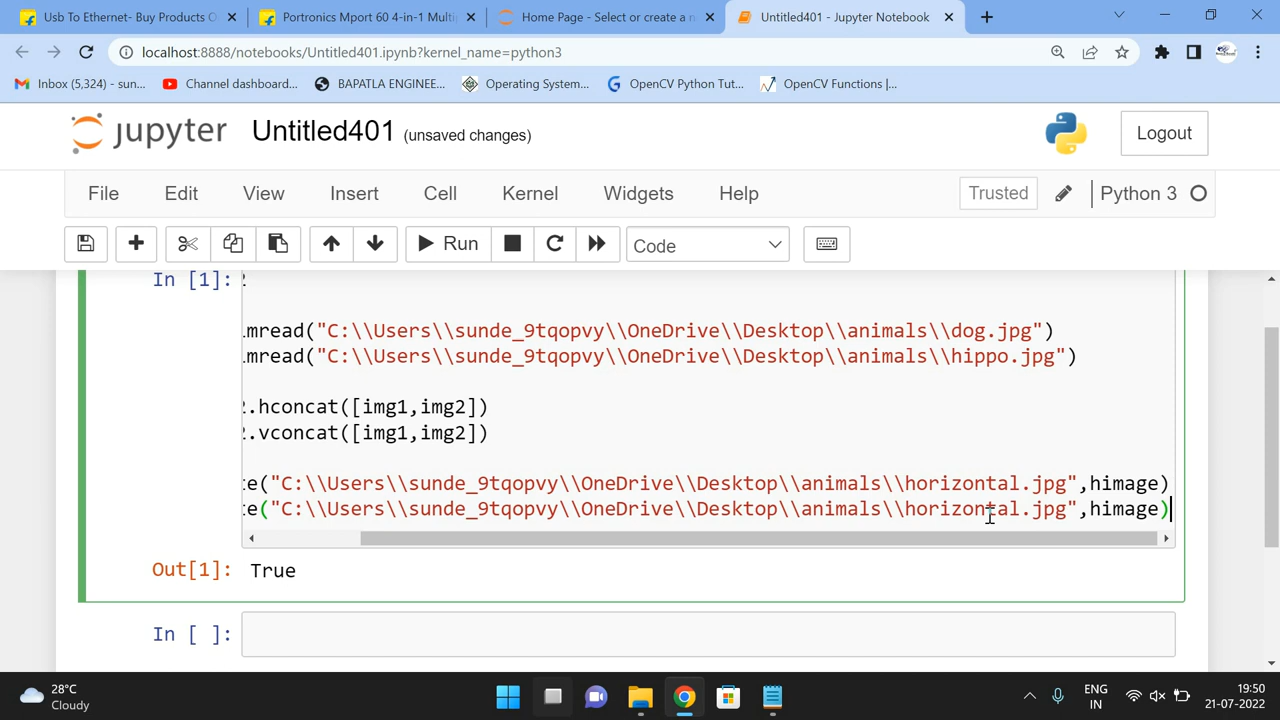 Usb To Ethernet- Buy Products O
Portronics Mport 60 4-in-1 Multip
Home Page - Select or create a n
Untitled401 - Jupyter Notebook
localhost:8888/notebooks/Untitled401.ipynb?kernel_name=python3
Inbox (5,324) - sun...
Channel dashboard...
BAPATLA ENGINEE...
Operating System...
OpenCV Python Tut...
OpenCV Functions |...
jupyter Untitled401 (unsaved changes)
Logout
File Edit View Insert Cell Kernel Widgets Help
Trusted
Python 3
Run
Code
In [1]:
mread("C:\\Users\\sunde_9tqopvy\\OneDrive\\Desktop\\animals\\dog.jpg")
mread("C:\\Users\\sunde_9tqopvy\\OneDrive\\Desktop\\animals\\hippo.jpg")
.hconcat([img1,img2])
.vconcat([img1,img2])
te("C:\\Users\\sunde_9tqopvy\\OneDrive\\Desktop\\animals\\horizontal.jpg",himage)
te("C:\\Users\\sunde_9tqopvy\\OneDrive\\Desktop\\animals\\horizontal.jpg",himage)
Out[1]: True
In [ ]:
28°C
Cloudy
ENG
IN
19:50
21-07-2022